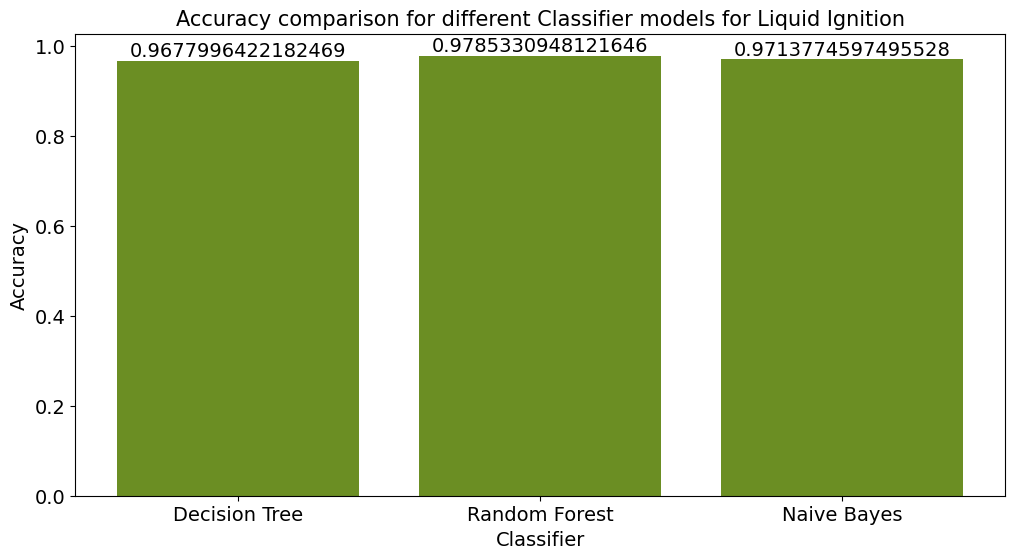 Accuracy comparison for different Classifier models for Liquid Ignition
1.0
0.8
0.6
0.4
0.2
0.0
Accuracy
0.9677996422182469
0.9785330948121646
0.9713774597495528
Decision Tree
Random Forest
Naive Bayes
Classifier